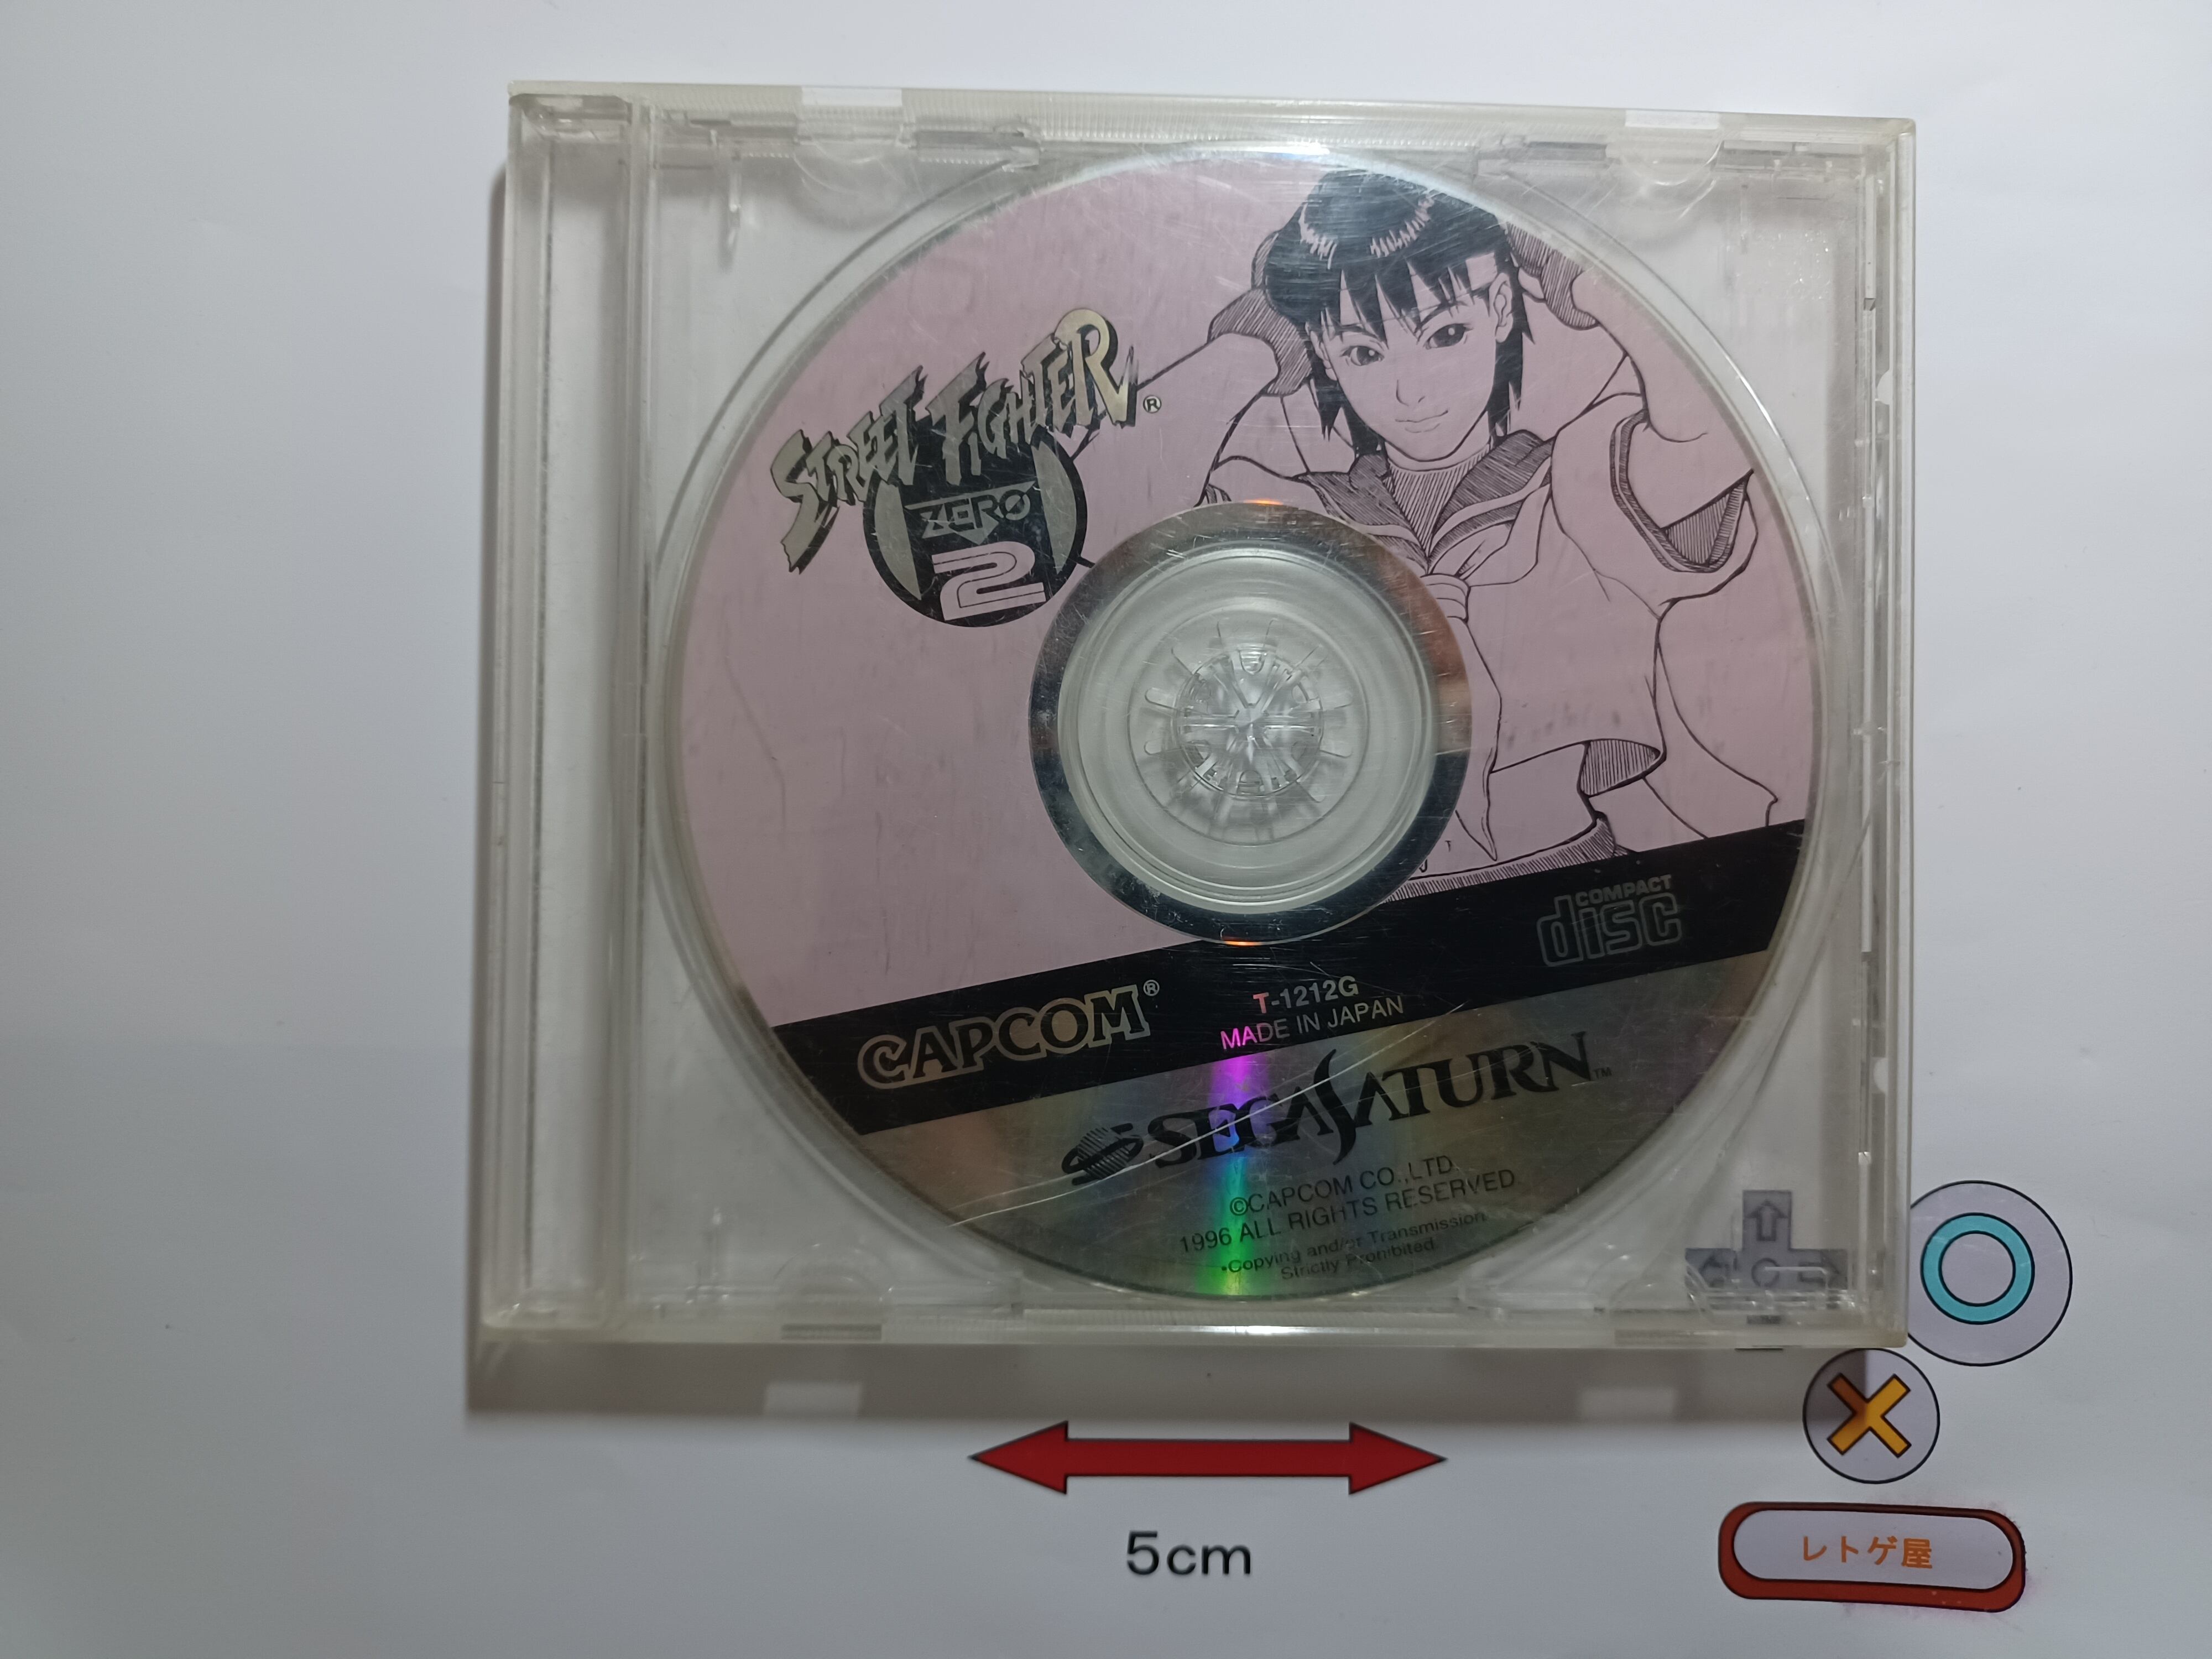 STREET FIGHTER®
ZERO
2
COMPACT
disc
CAPCOM®
T-1212G
MADE IN JAPAN
SEGA SATURN™
©CAPCOM CO.,LTD.
1996 ALL RIGHTS RESERVED.
•Copying and/or Transmission
Strictly Prohibited.
5cm
レトゲ屋